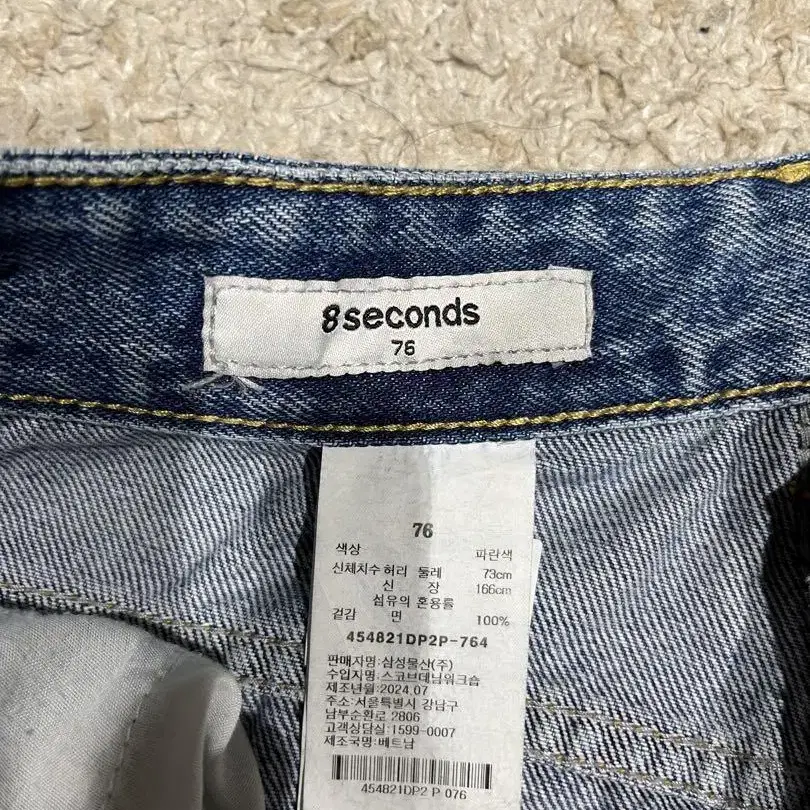 8seconds
76
76
색상 파란색
신체치수허리 둘레 73cm
신 장 166cm
섬유의 혼용률
겉감 면 100%
454821DP2P-764
판매자명:삼성물산(주)
수입자명:스코브데님워크숍
제조년월:2024.07
주소:서울특별시 강남구
남부순환로 2806
고객상담실:1599-0007
제조국명:베트남
454821DP2 P 076